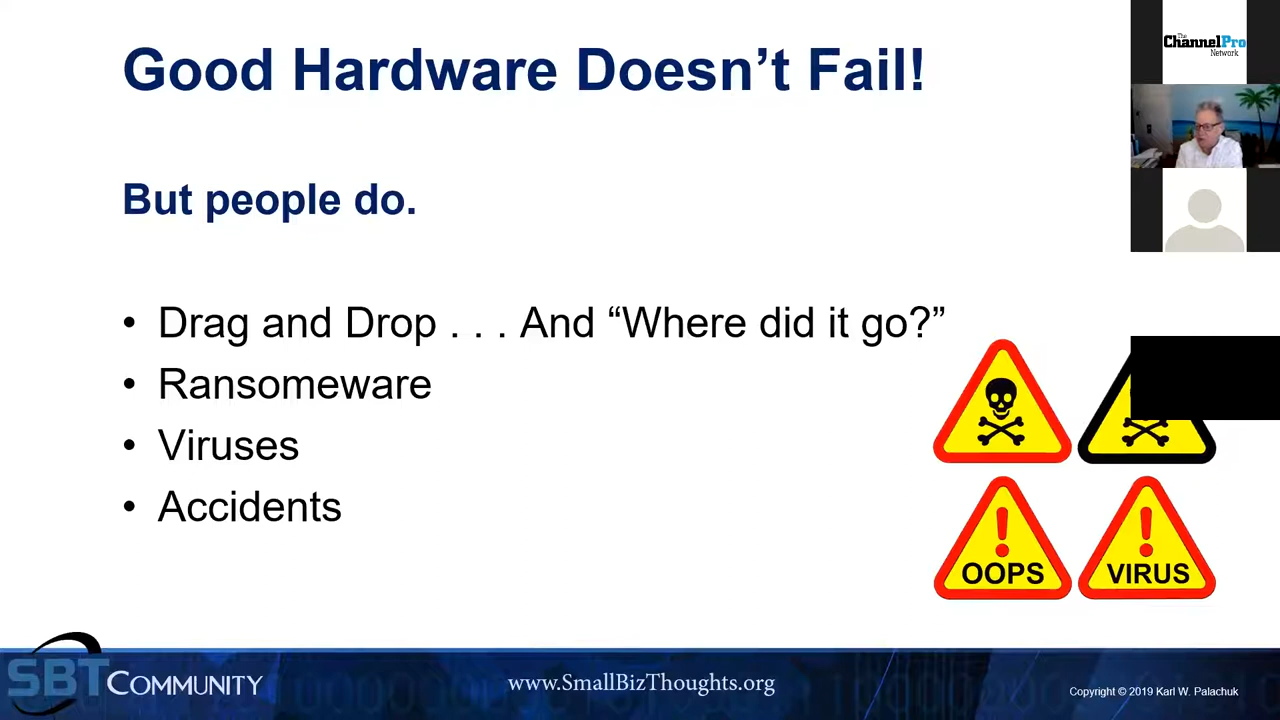 Good Hardware Doesn’t Fail!
The
ChannelPro
Network
But people do.
• Drag and Drop . . . And “Where did it go?”
• Ransomeware
• Viruses
• Accidents
OOPS
VIRUS
SBT COMMUNITY
www.SmallBizThoughts.org
Copyright © 2019 Karl W. Palachuk